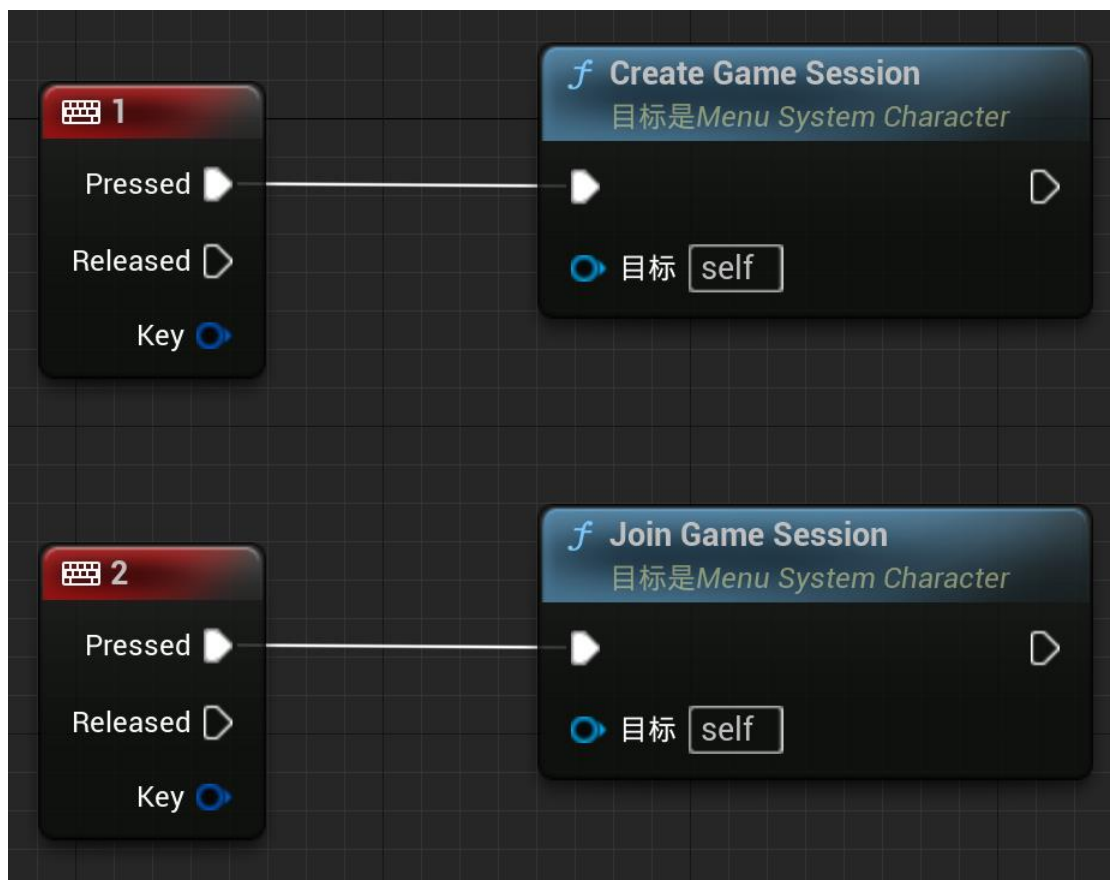 1
Pressed
Released
Key
f Create Game Session
目标是Menu System Character
目标 self
2
Pressed
Released
Key
f Join Game Session
目标是Menu System Character
目标 self